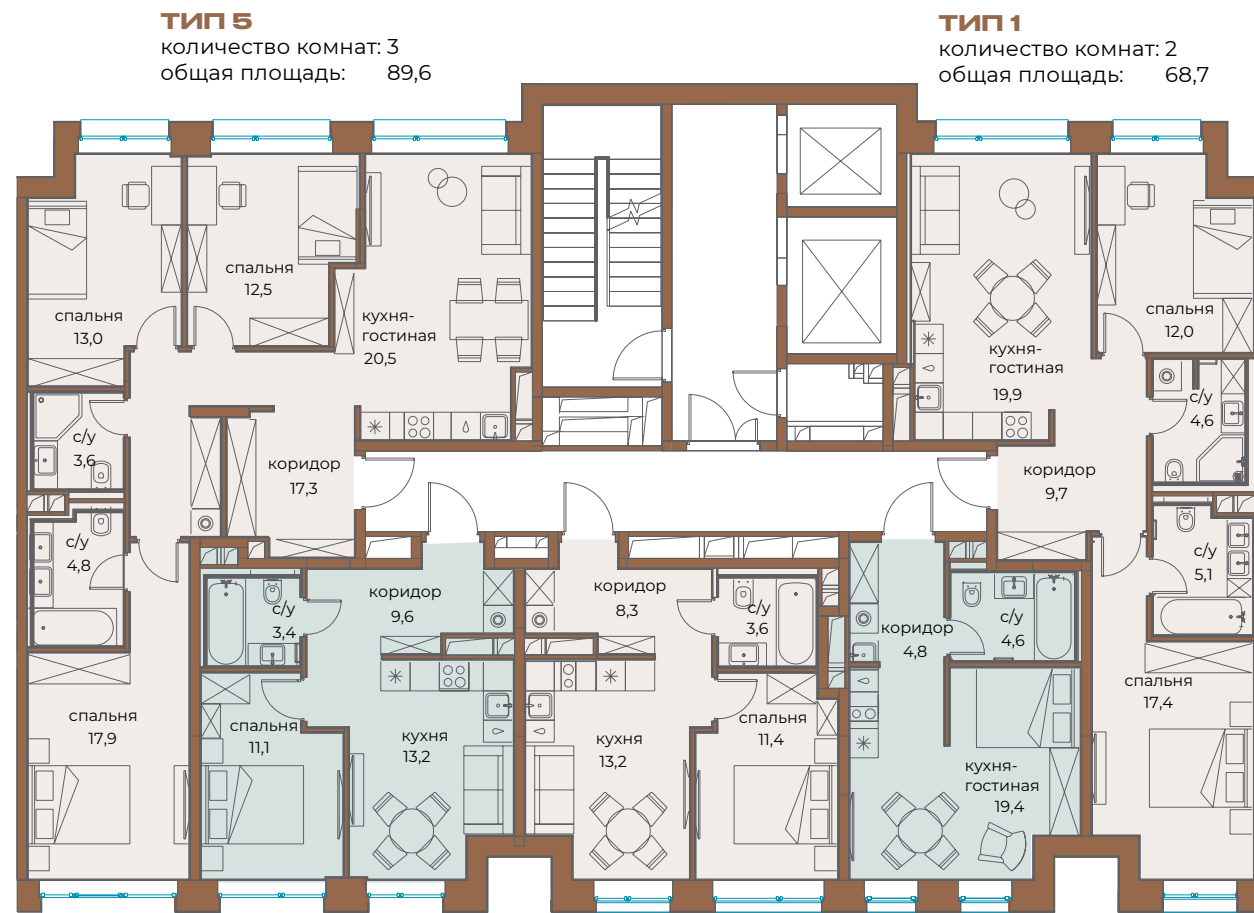 ТИП 5
количество комнат: 3
общая площадь: 89,6
ТИП 1
количество комнат: 2
общая площадь: 68,7
спальня
13,0
спальня
12,5
кухня-
гостиная
20,5
кухня-
гостиная
19,9
спальня
12,0
с/у
3,6
коридор
17,3
коридор
9,7
с/у
4,6
с/у
4,8
с/у
5,1
с/у
3,4
коридор
9,6
коридор
8,3
с/у
3,6
коридор
4,8
с/у
4,6
спальня
17,9
спальня
11,1
кухня
13,2
кухня
13,2
спальня
11,4
кухня-
гостиная
19,4
спальня
17,4